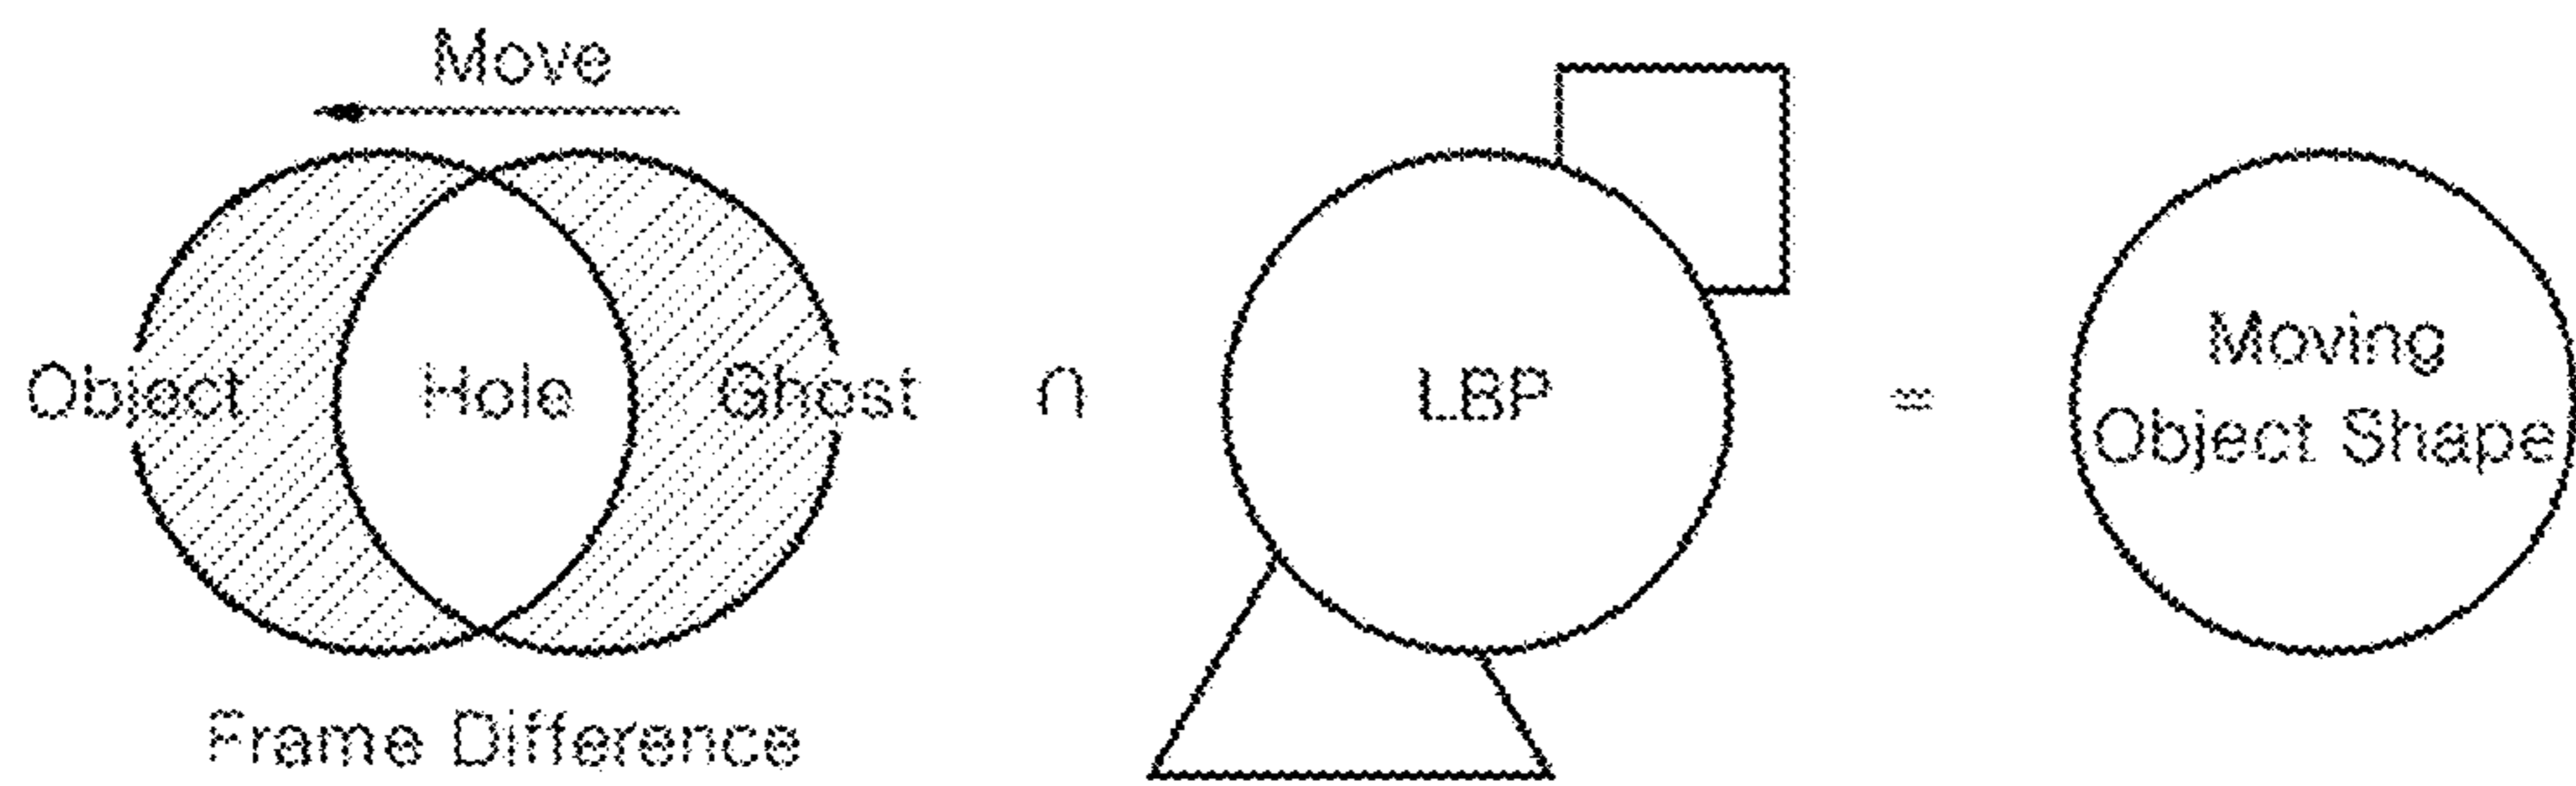 Move
Object Hole Ghost ∩ LBP =
Moving
Object Shape
Frame Difference